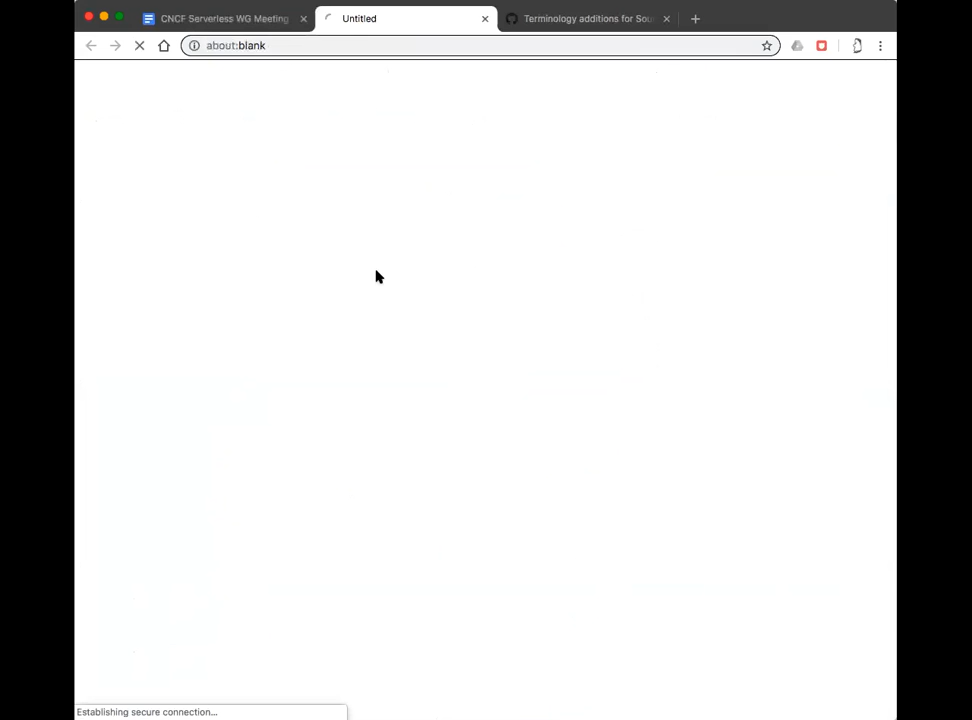 CNCF Serverless WG Meeting
Untitled
Terminology additions for Sou
about:blank
Establishing secure connection...